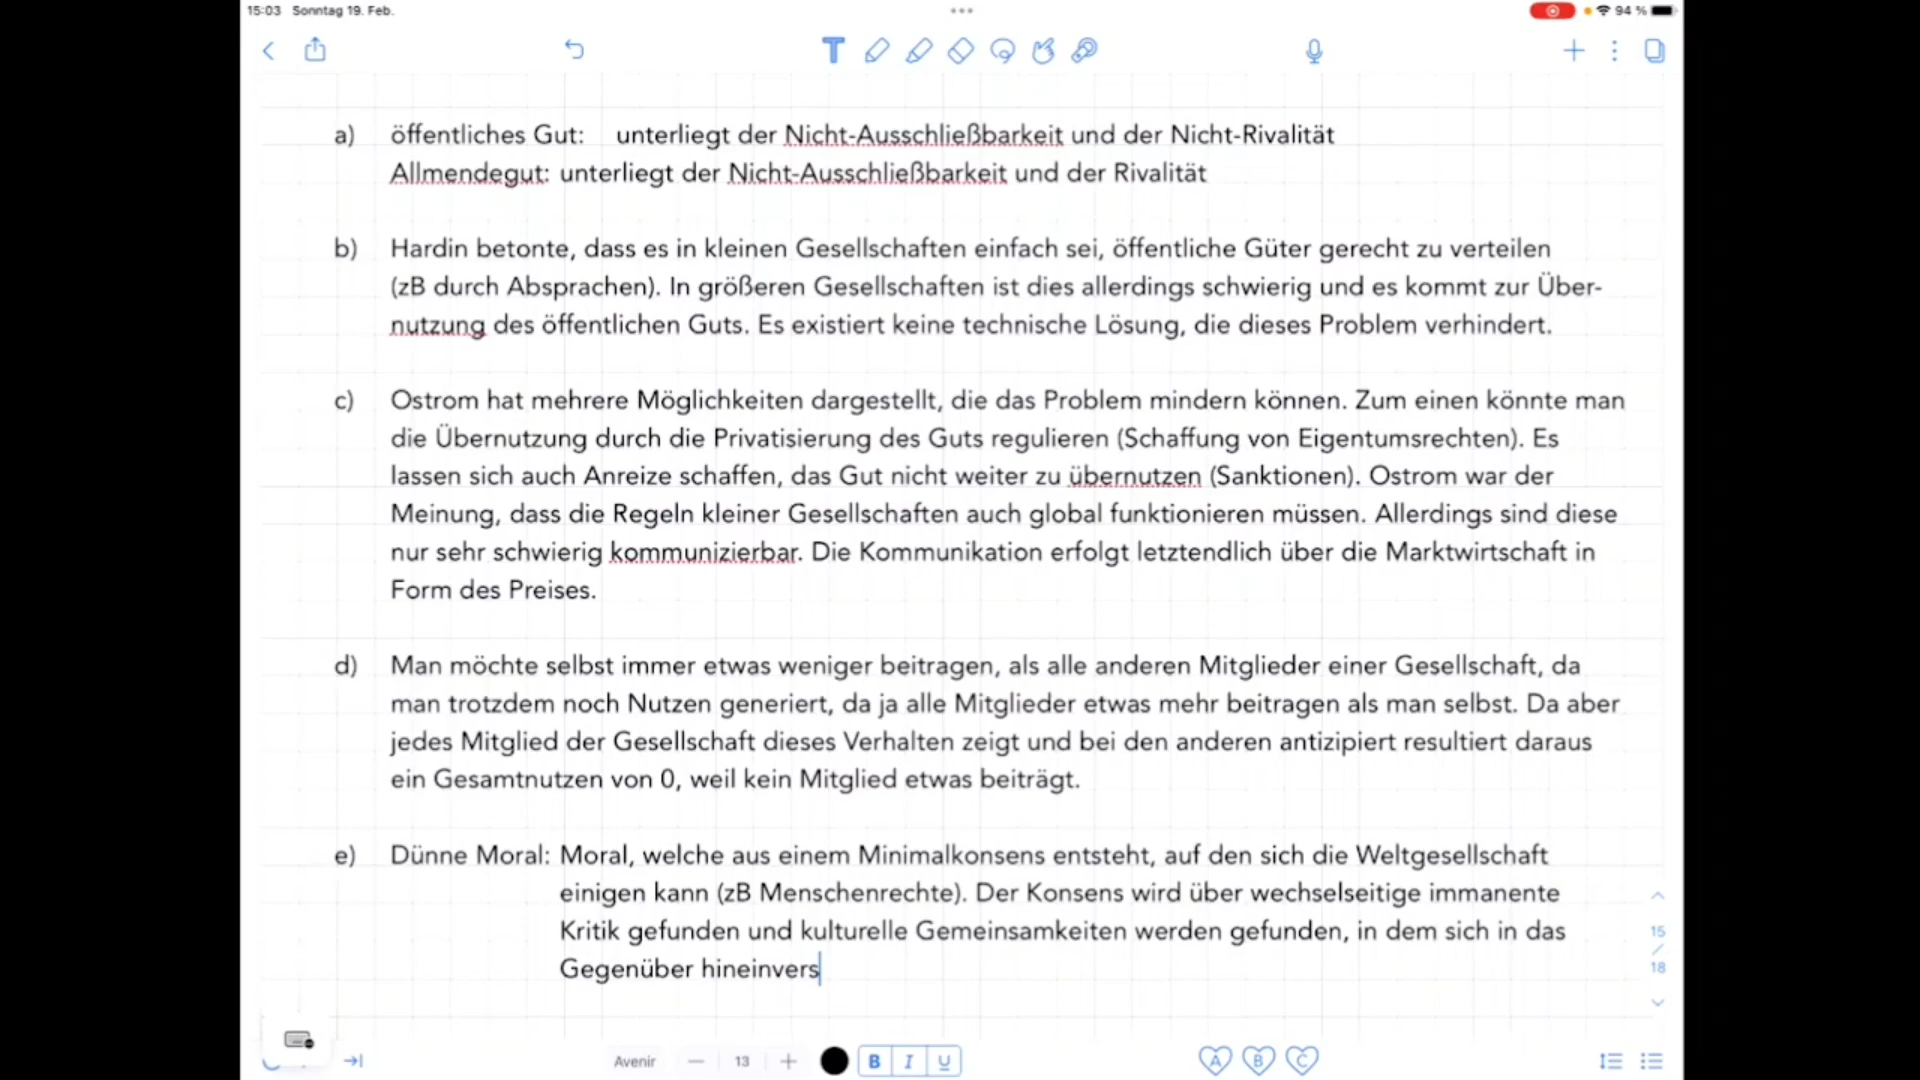 15:03 Sonntag 19. Feb.
94 %
a) öffentliches Gut: unterliegt der Nicht-Ausschließbarkeit und der Nicht-Rivalität
Allmendegut: unterliegt der Nicht-Ausschließbarkeit und der Rivalität
b) Hardin betonte, dass es in kleinen Gesellschaften einfach sei, öffentliche Güter gerecht zu verteilen
(zB durch Absprachen). In größeren Gesellschaften ist dies allerdings schwierig und es kommt zur Über-
nutzung des öffentlichen Guts. Es existiert keine technische Lösung, die dieses Problem verhindert.
c) Ostrom hat mehrere Möglichkeiten dargestellt, die das Problem mindern können. Zum einen könnte man
die Übernutzung durch die Privatisierung des Guts regulieren (Schaffung von Eigentumsrechten). Es
lassen sich auch Anreize schaffen, das Gut nicht weiter zu übernutzen (Sanktionen). Ostrom war der
Meinung, dass die Regeln kleiner Gesellschaften auch global funktionieren müssen. Allerdings sind diese
nur sehr schwierig kommunizierbar. Die Kommunikation erfolgt letztendlich über die Marktwirtschaft in
Form des Preises.
d) Man möchte selbst immer etwas weniger beitragen, als alle anderen Mitglieder einer Gesellschaft, da
man trotzdem noch Nutzen generiert, da ja alle Mitglieder etwas mehr beitragen als man selbst. Da aber
jedes Mitglied der Gesellschaft dieses Verhalten zeigt und bei den anderen antizipiert resultiert daraus
ein Gesamtnutzen von 0, weil kein Mitglied etwas beiträgt.
e) Dünne Moral: Moral, welche aus einem Minimalkonsens entsteht, auf den sich die Weltgesellschaft
einigen kann (zB Menschenrechte). Der Konsens wird über wechselseitige immanente
Kritik gefunden und kulturelle Gemeinsamkeiten werden gefunden, in dem sich in das
Gegenüber hineinvers
15
/
18
Avenir — 13 + B I U A B C